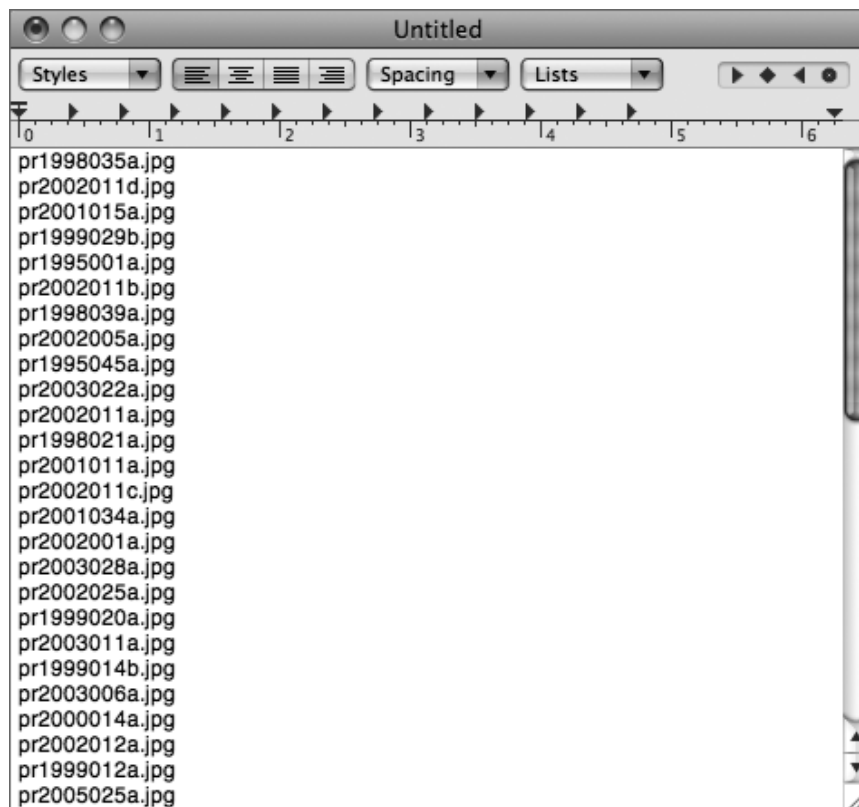 Untitled
Styles Spacing Lists
0 1 2 3 4 5 6
pr1998035a.jpg
pr2002011d.jpg
pr2001015a.jpg
pr1999029b.jpg
pr1995001a.jpg
pr2002011b.jpg
pr1998039a.jpg
pr2002005a.jpg
pr1995045a.jpg
pr2003022a.jpg
pr2002011a.jpg
pr1998021a.jpg
pr2001011a.jpg
pr2002011c.jpg
pr2001034a.jpg
pr2002001a.jpg
pr2003028a.jpg
pr2002025a.jpg
pr1999020a.jpg
pr2003011a.jpg
pr1999014b.jpg
pr2003006a.jpg
pr2000014a.jpg
pr2002012a.jpg
pr1999012a.jpg
pr2005025a.jpg